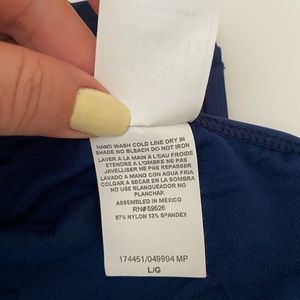 HAND WASH COLD LINE DRY IN
SHADE NO BLEACH DO NOT IRON
LAVER A LA MAIN A L'EAU FROIDE
ETENDRE A L'OMBRE NE PAS
JAVELLISER NE PAS REPASSER
LAVADO A MANO CON AGUA FRIA
COLGAR A SECAR EN LA SOMBRA
NO USE BLANQUEADOR
NO PLANCHAR
ASSEMBLED IN MEXICO
RN# 59526
87% NYLON 13% SPANDEX
174451/049994 MP
L/G